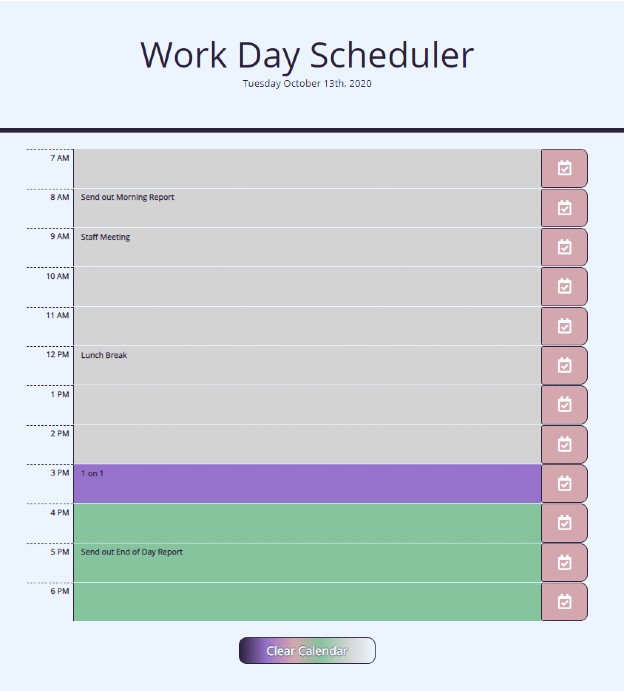 Work Day Scheduler
Tuesday October 13th, 2020
7 AM
8 AM Send out Morning Report
9 AM Staff Meeting
10 AM
11 AM
12 PM Lunch Break
1 PM
2 PM
3 PM 1 on 1
4 PM
5 PM Send out End of Day Report
6 PM
Clear Calendar